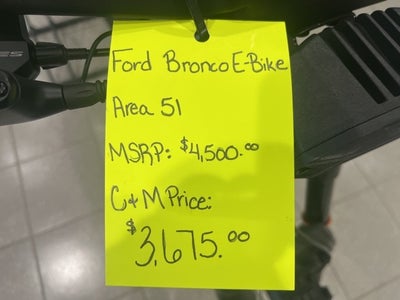 Ford Bronco E-Bike
Area 51
MSRP: $4,500.00
C+M Price:
$3,675.00